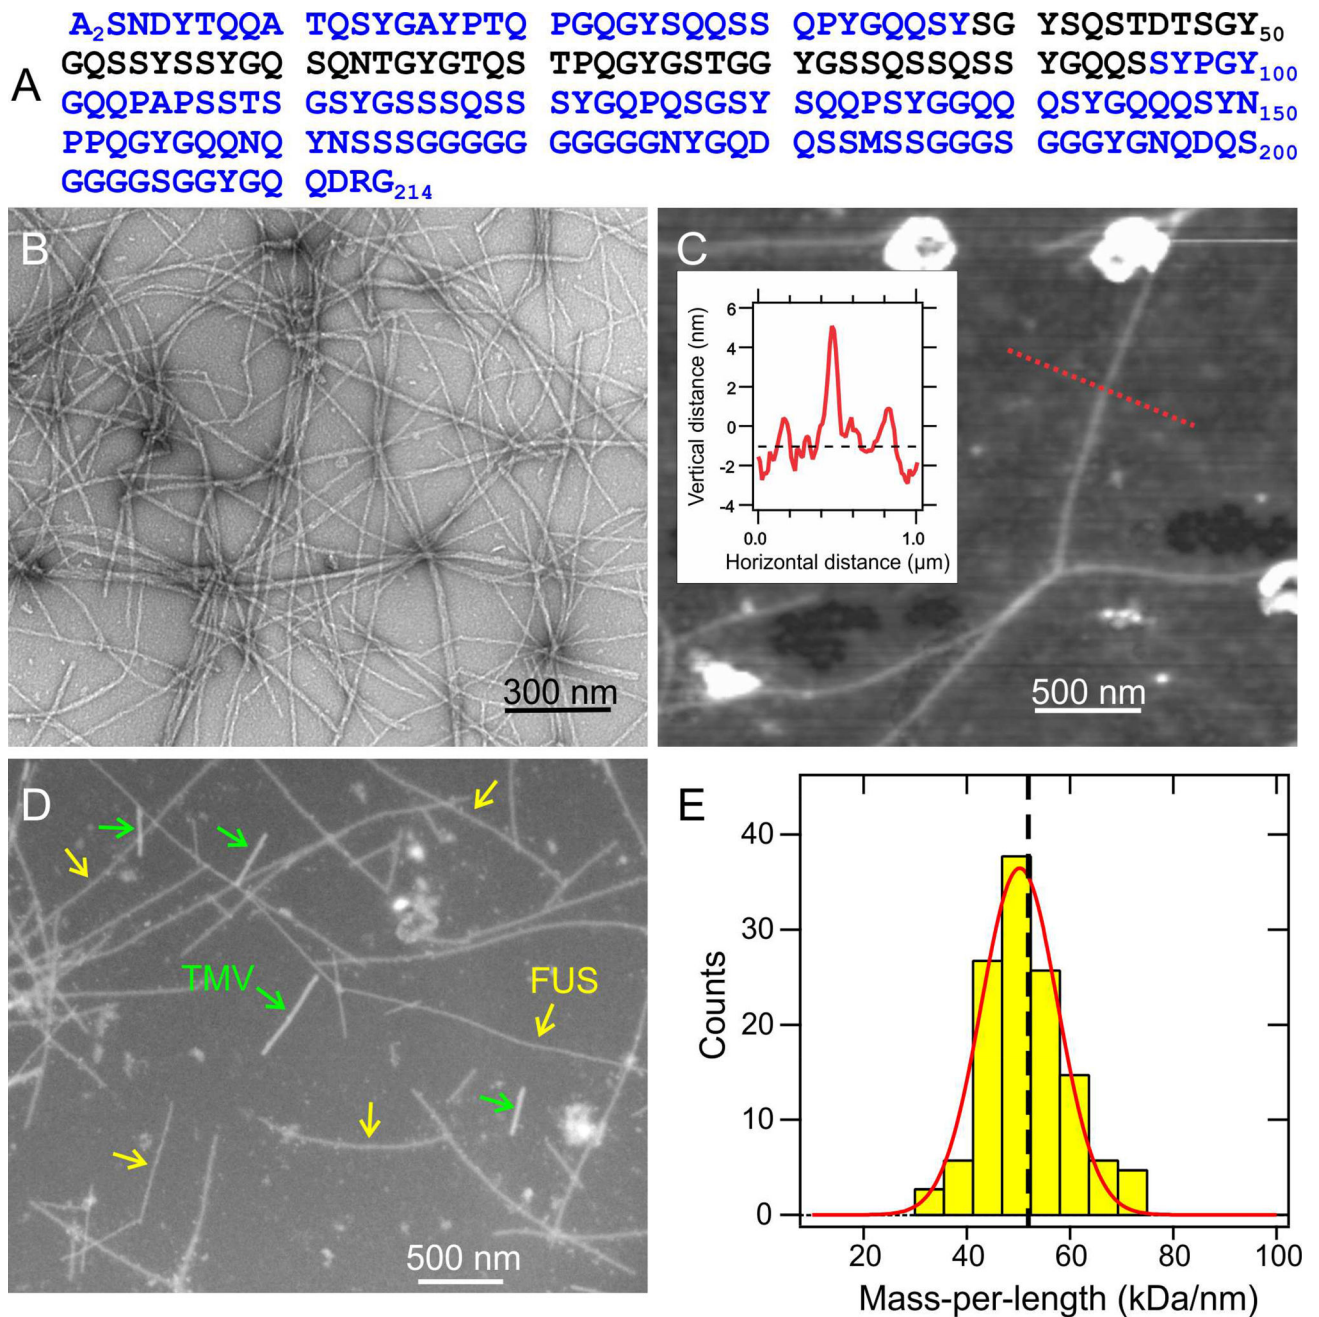 A2SNDYTQQA TQSYGAYPTQ PGQGYSQQSS QPYGQQSYSG YSQSTDTSGY50
A
GQSSYSSYGQ SQNTGYGTQS TPQGYGSTGG YGSSQSSQSS YGQQSSYPGY100
GQQPAPSSTS GSYGSSSQSS SYGQPQSGSY SQQPSYGGQQ QSYGQQQSYN150
PPQGYGQQNQ YNSSSGGGGG GGGGGNYGQD QSSMSSGGGS GGGYGNQDQS200
GGGGSGGYGQ QDRG214
B
300 nm
C
Vertical distance (nm)
6
4
2
0
-2
-4
0.0 1.0
Horizontal distance (µm)
500 nm
D
TMV
FUS
500 nm
E
Counts
40
30
20
10
0
20 40 60 80 100
Mass-per-length (kDa/nm)